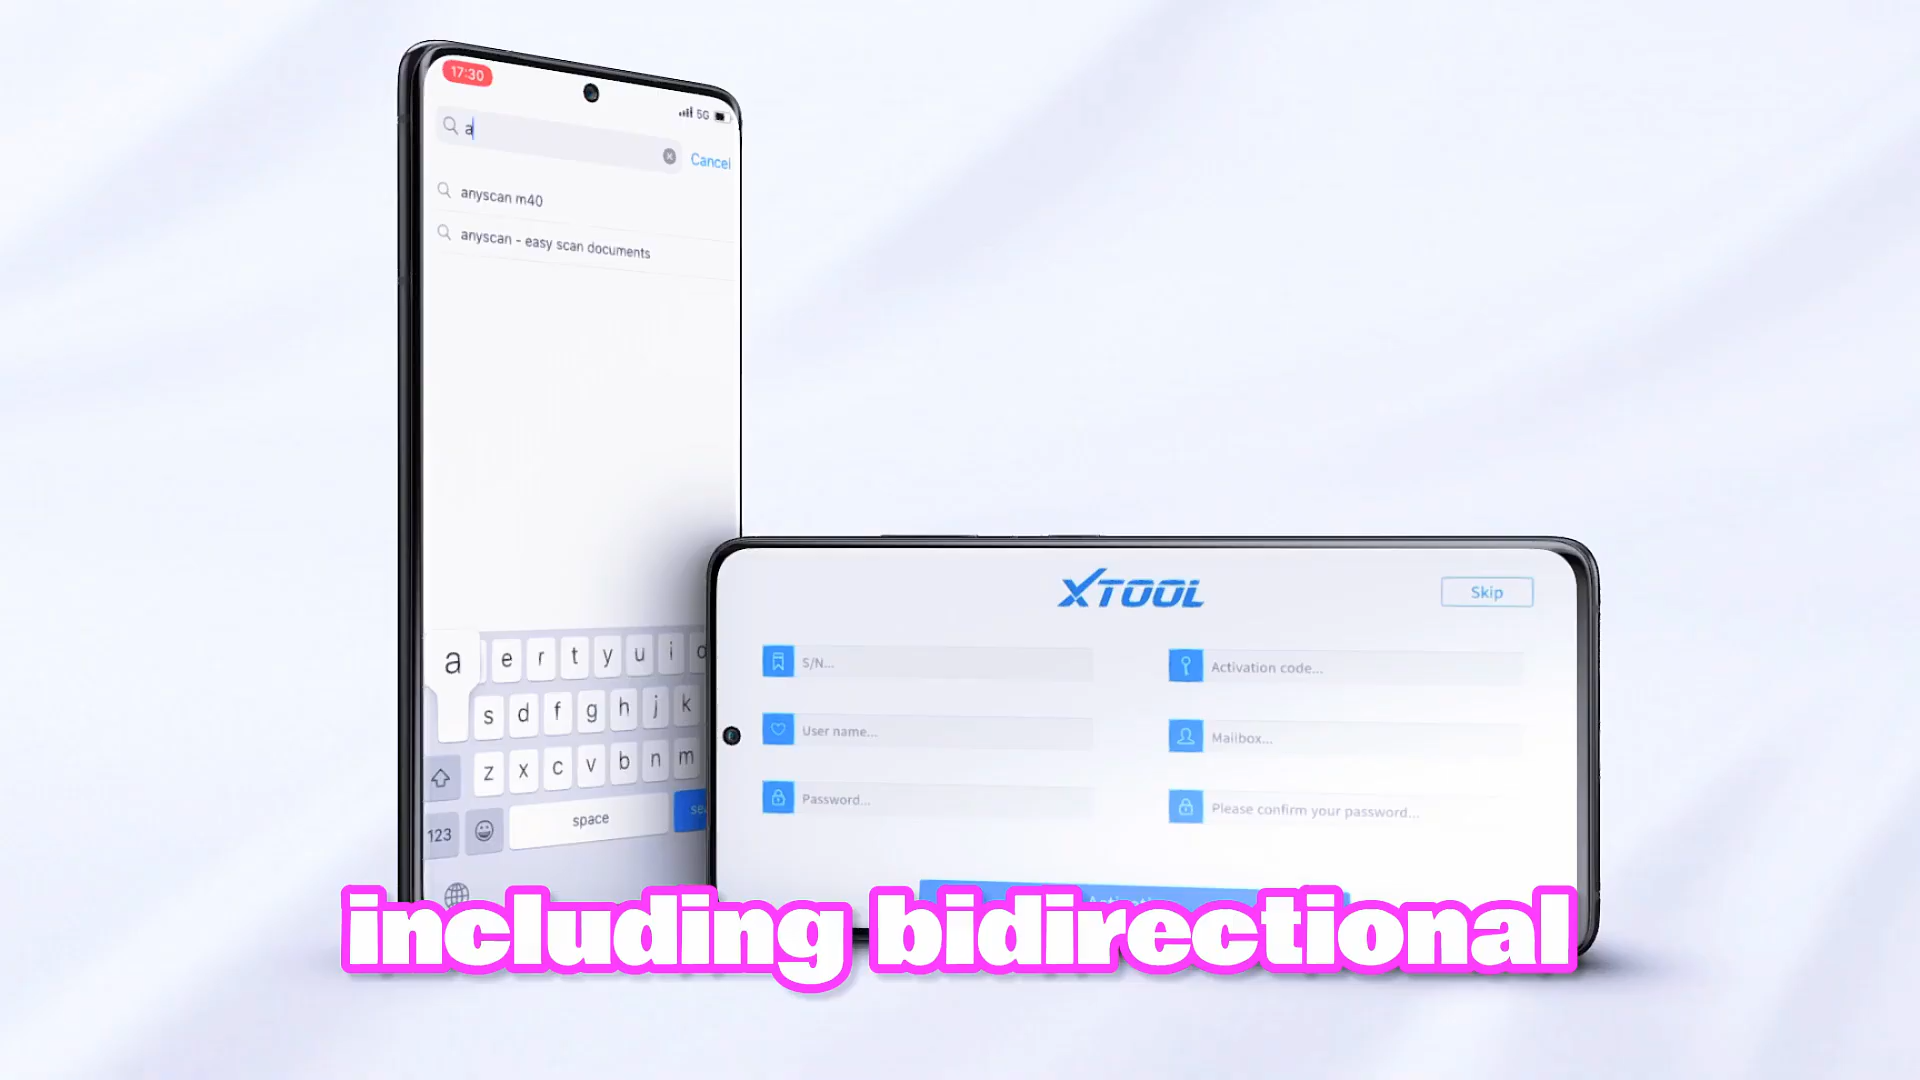 17:30
5G
a
Cancel
anyscan m40
anyscan - easy scan documents
a e r t y u i o
s d f g h j k
z x c v b n m
123 space
XTOOL
Skip
S/N...
Activation code...
User name...
Mailbox...
Password...
Please confirm your password...
including bidirectional